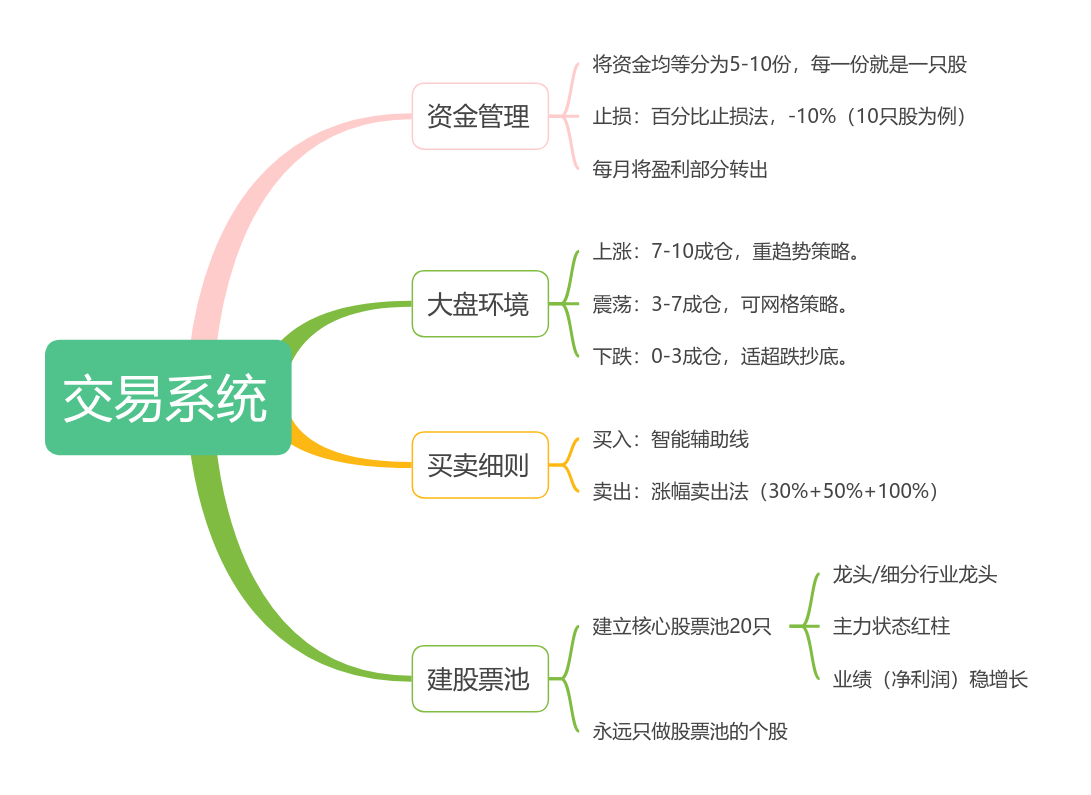 交易系统
资金管理
将资金均等分为5-10份，每一份就是一只股
止损：百分比止损法，-10%（10只股为例）
每月将盈利部分转出
大盘环境
上涨：7-10成仓，重趋势策略。
震荡：3-7成仓，可网格策略。
下跌：0-3成仓，适超跌抄底。
买卖细则
买入：智能辅助线
卖出：涨幅卖出法（30%+50%+100%）
建股票池
建立核心股票池20只
龙头/细分行业龙头
主力状态红柱
业绩（净利润）稳增长
永远只做股票池的个股